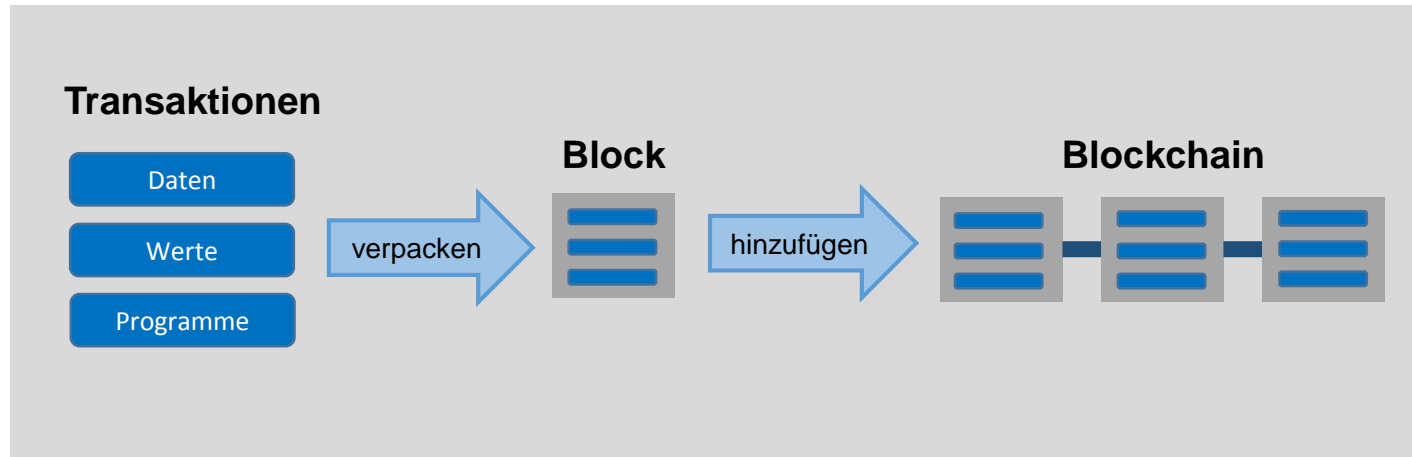 Transaktionen
Daten
Werte
Programme
verpacken
Block
hinzufügen
Blockchain